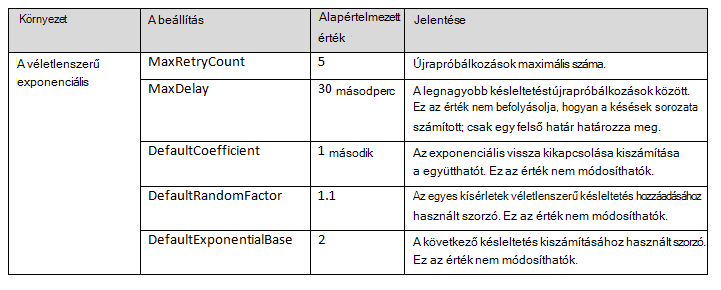 Környezet A beállítás Alapértelmezett érték Jelentése
A véletlenszerű exponenciális
MaxRetryCount 5 Újrapróbálkozások maximális száma.
MaxDelay 30 másodperc A legnagyobb késleltetést újrapróbálkozások között.
Ez az érték nem befolyásolja, hogyan a késések sorozata
számított; csak egy felső határ határozza meg.
DefaultCoefficient 1 második Az exponenciális vissza kikapcsolása kiszámítása
a együtthatót. Ez az érték nem módosíthatók.
DefaultRandomFactor 1.1 Az egyes kísérletek véletlenszerű késleltetés hozzáadásához
használt szorzó. Ez az érték nem módosíthatók.
DefaultExponentialBase 2 A következő késleltetés kiszámításához használt szorzó.
Ez az érték nem módosíthatók.